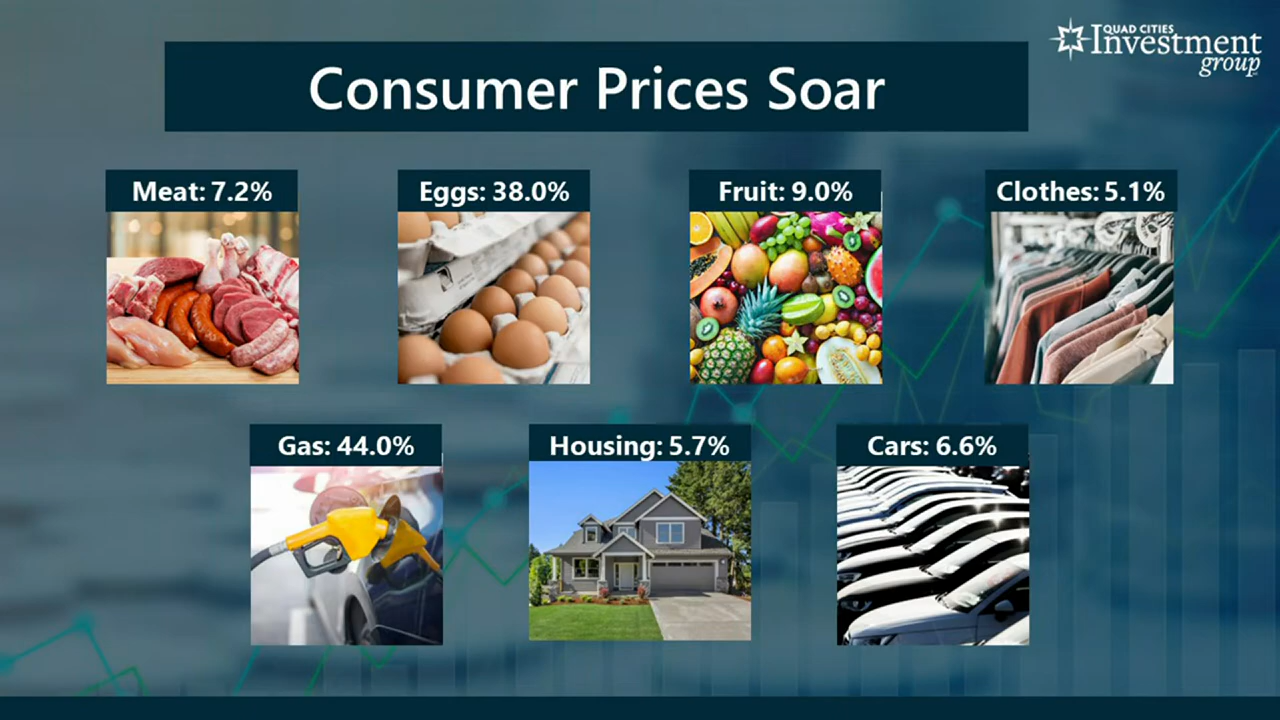 QUAD CITIES
Investment
group
Consumer Prices Soar
Meat: 7.2%
Eggs: 38.0%
Fruit: 9.0%
Clothes: 5.1%
Gas: 44.0%
Housing: 5.7%
Cars: 6.6%